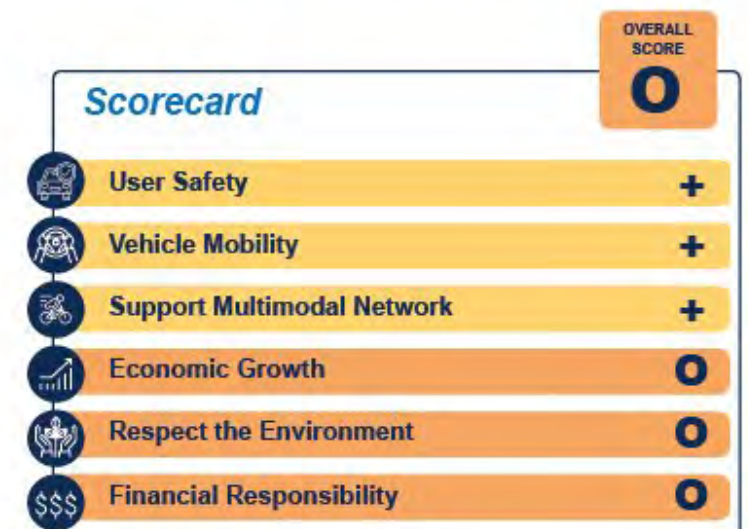 OVERALL
SCORE
O
Scorecard
User Safety +
Vehicle Mobility +
Support Multimodal Network +
Economic Growth O
Respect the Environment O
Financial Responsibility O
$$$